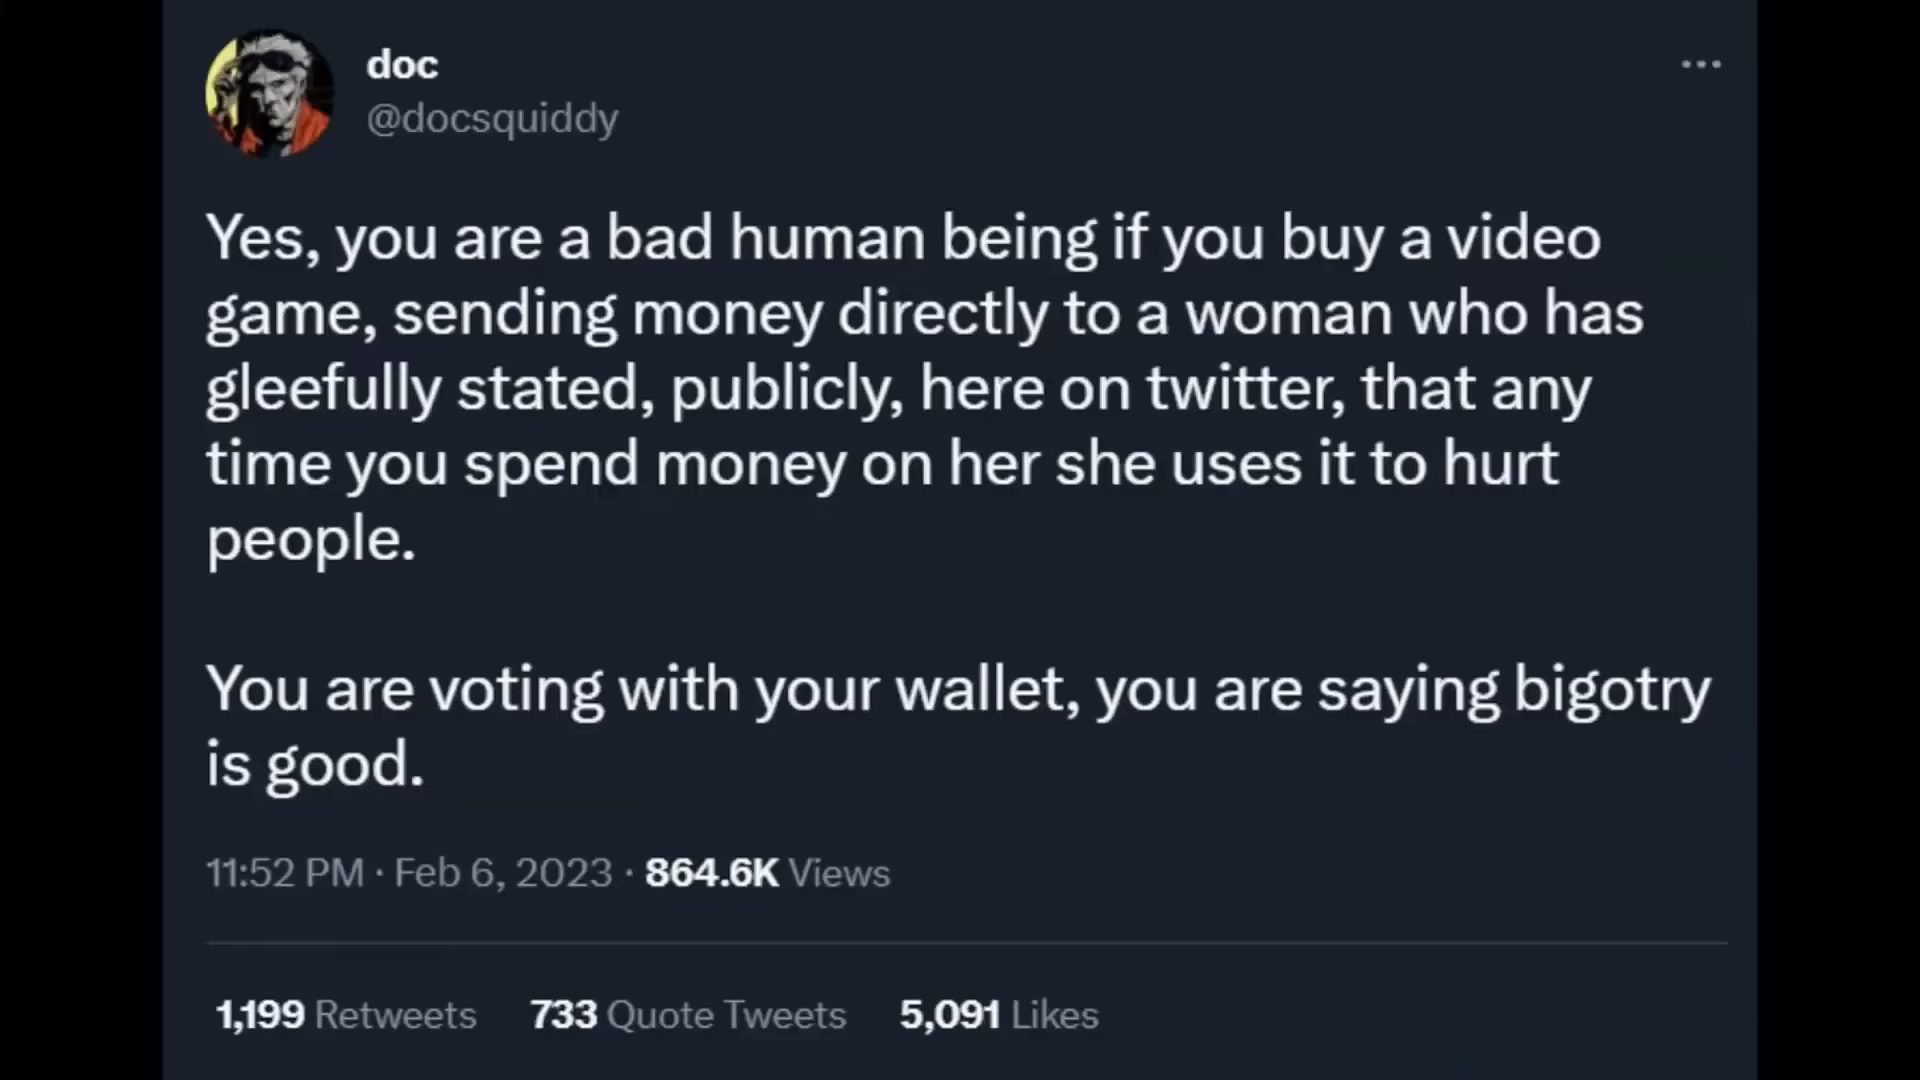 doc
@docsquiddy
Yes, you are a bad human being if you buy a video
game, sending money directly to a woman who has
gleefully stated, publicly, here on twitter, that any
time you spend money on her she uses it to hurt
people.
You are voting with your wallet, you are saying bigotry
is good.
11:52 PM · Feb 6, 2023 · 864.6K Views
1,199 Retweets 733 Quote Tweets 5,091 Likes